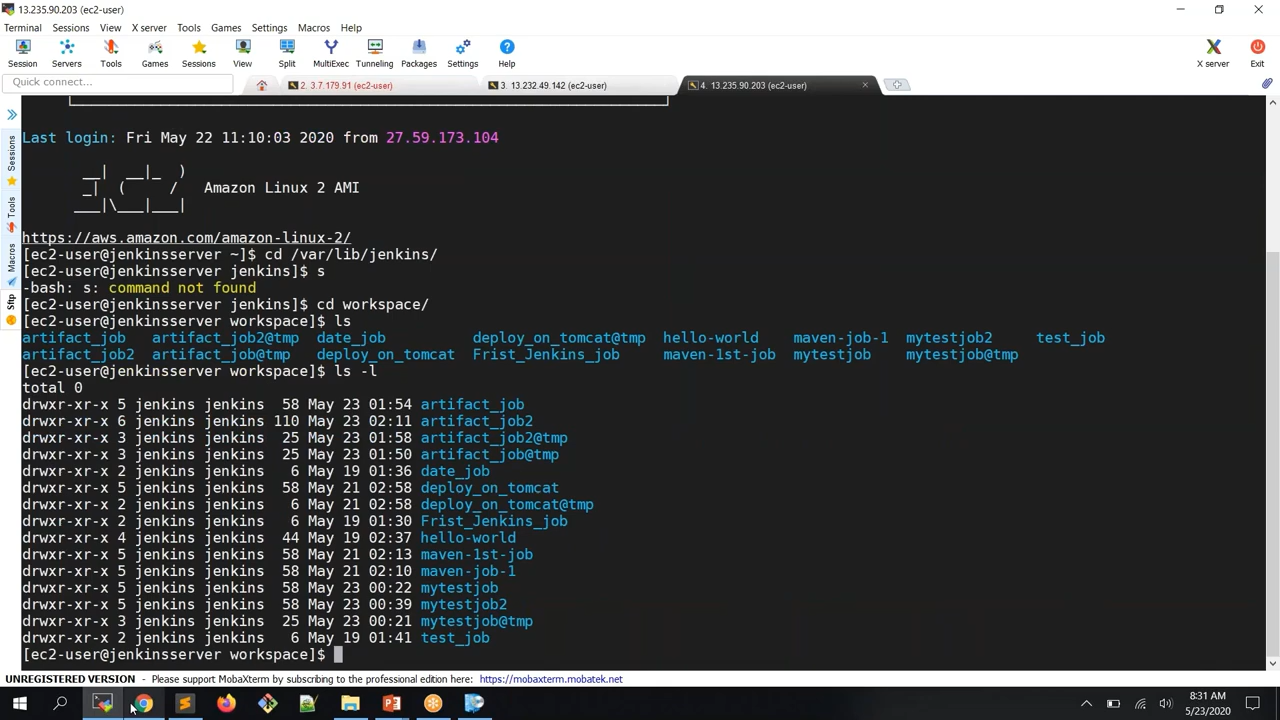 13.235.90.203 (ec2-user)
Terminal Sessions View X server Tools Games Settings Macros Help
Session Servers Tools Games Sessions View Split MultiExec Tunneling Packages Settings Help X server Exit
Quick connect... 2. 3.7.179.91 (ec2-user) 3. 13.232.49.142 (ec2-user) 4. 13.235.90.203 (ec2-user)
Sessions
Tools
Macros
Sftp
Last login: Fri May 22 11:10:03 2020 from 27.59.173.104
__| __|_ )
_| ( / Amazon Linux 2 AMI
___|\___|___|
https://aws.amazon.com/amazon-linux-2/
[ec2-user@jenkinsserver ~]$ cd /var/lib/jenkins/
[ec2-user@jenkinsserver jenkins]$ s
-bash: s: command not found
[ec2-user@jenkinsserver jenkins]$ cd workspace/
[ec2-user@jenkinsserver workspace]$ ls
artifact_job artifact_job2@tmp date_job deploy_on_tomcat@tmp hello-world maven-job-1 mytestjob2 test_job
artifact_job2 artifact_job@tmp deploy_on_tomcat Frist_Jenkins_job maven-1st-job mytestjob mytestjob@tmp
[ec2-user@jenkinsserver workspace]$ ls -l
total 0
drwxr-xr-x 5 jenkins jenkins 58 May 23 01:54 artifact_job
drwxr-xr-x 6 jenkins jenkins 110 May 23 02:11 artifact_job2
drwxr-xr-x 3 jenkins jenkins 25 May 23 01:58 artifact_job2@tmp
drwxr-xr-x 3 jenkins jenkins 25 May 23 01:50 artifact_job@tmp
drwxr-xr-x 2 jenkins jenkins 6 May 19 01:36 date_job
drwxr-xr-x 5 jenkins jenkins 58 May 21 02:58 deploy_on_tomcat
drwxr-xr-x 2 jenkins jenkins 6 May 21 02:58 deploy_on_tomcat@tmp
drwxr-xr-x 2 jenkins jenkins 6 May 19 01:30 Frist_Jenkins_job
drwxr-xr-x 4 jenkins jenkins 44 May 19 02:37 hello-world
drwxr-xr-x 5 jenkins jenkins 58 May 21 02:13 maven-1st-job
drwxr-xr-x 5 jenkins jenkins 58 May 21 02:10 maven-job-1
drwxr-xr-x 5 jenkins jenkins 58 May 23 00:22 mytestjob
drwxr-xr-x 5 jenkins jenkins 58 May 23 00:39 mytestjob2
drwxr-xr-x 3 jenkins jenkins 25 May 23 00:21 mytestjob@tmp
drwxr-xr-x 2 jenkins jenkins 6 May 19 01:41 test_job
[ec2-user@jenkinsserver workspace]$
UNREGISTERED VERSION - Please support MobaXterm by subscribing to the professional edition here: https://mobaxterm.mobatek.net
8:31 AM
5/23/2020